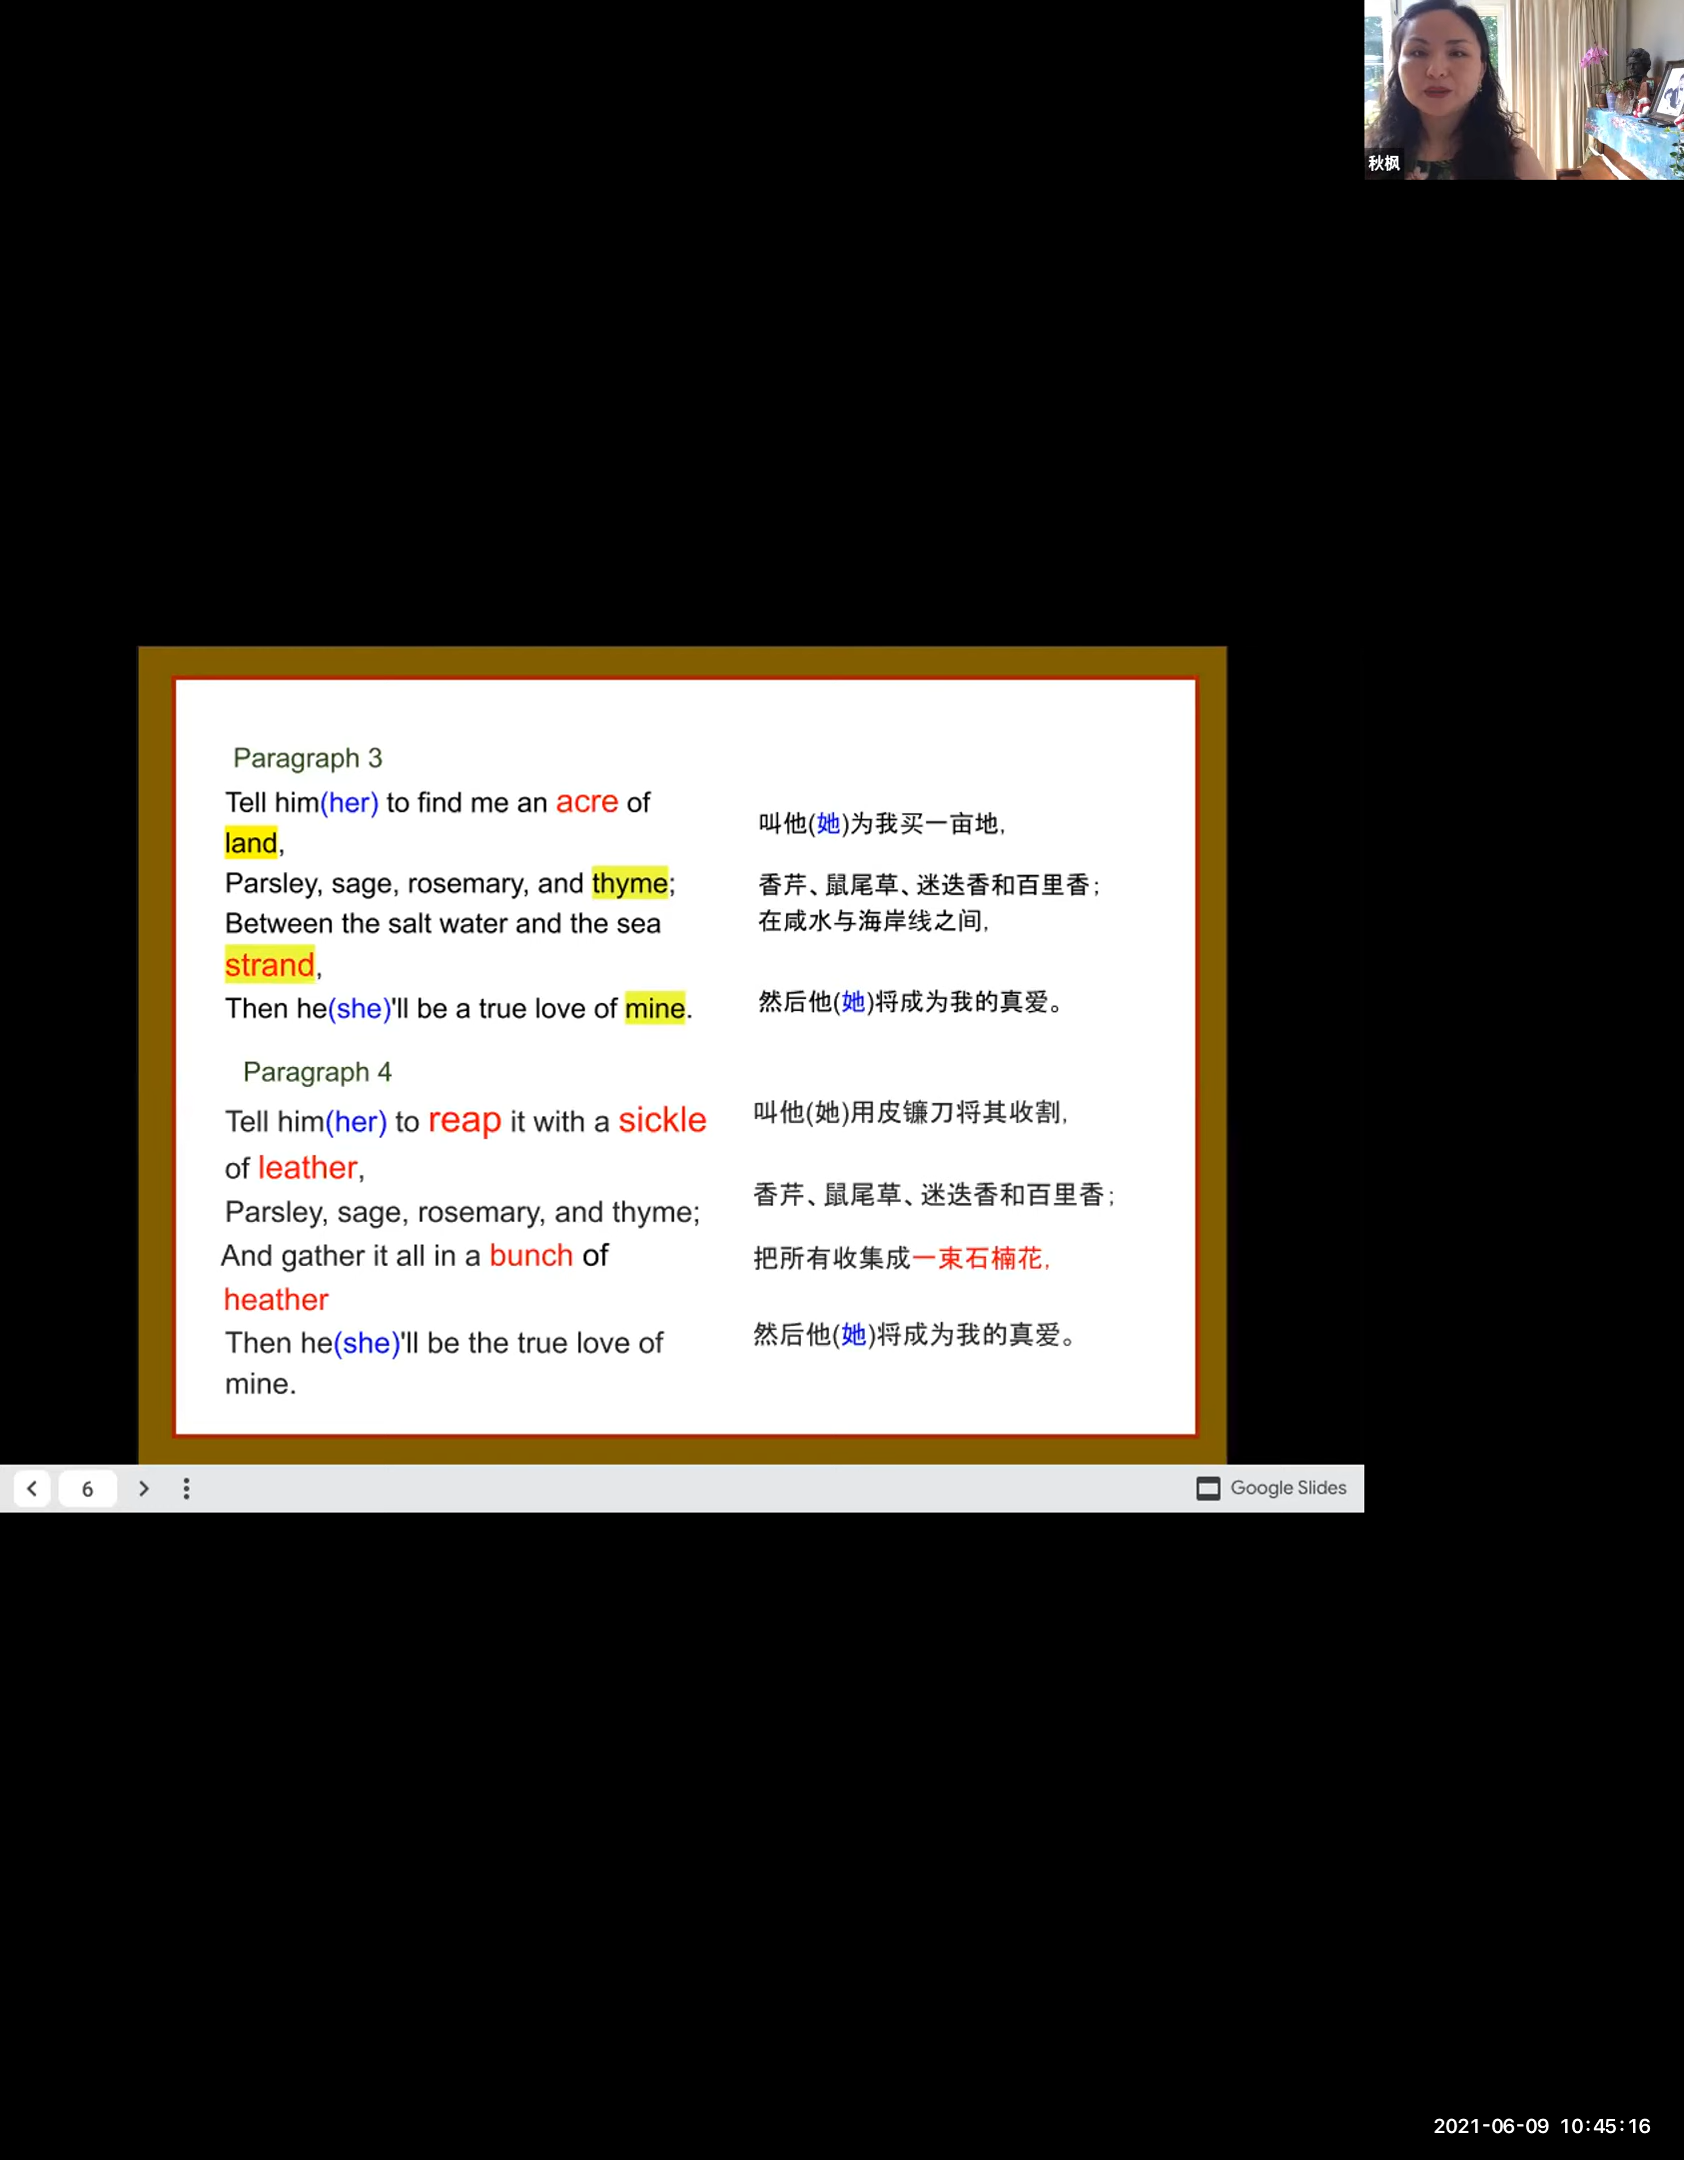 秋枫
Paragraph 3
Tell him(her) to find me an acre of
land,
Parsley, sage, rosemary, and thyme;
Between the salt water and the sea
strand,
Then he(she)'ll be a true love of mine.
叫他(她)为我买一亩地,
香芹、鼠尾草、迷迭香和百里香;
在咸水与海岸线之间,
然后他(她)将成为我的真爱。
Paragraph 4
Tell him(her) to reap it with a sickle
of leather,
Parsley, sage, rosemary, and thyme;
And gather it all in a bunch of
heather
Then he(she)'ll be the true love of
mine.
叫他(她)用皮镰刀将其收割,
香芹、鼠尾草、迷迭香和百里香;
把所有收集成一束石楠花,
然后他(她)将成为我的真爱。
6
Google Slides
2021-06-09 10:45:16